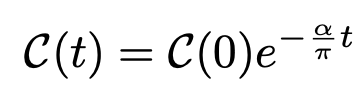 𝒞(t) = 𝒞(0)e^{-\frac{α}{π}t}